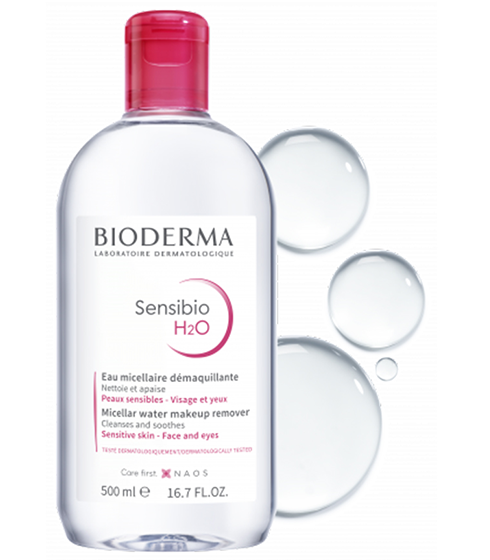 BIODERMA
LABORATOIRE DERMATOLOGIQUE
Sensibio
H2O
Eau micellaire démaquillante
Nettoie et apaise
Peaux sensibles - Visage et yeux
Micellar water makeup remover
Cleanses and soothes
Sensitive skin - Face and eyes
TESTÉ DERMATOLOGIQUEMENT/DERMATOLOGICALLY TESTED
Care first. NAOS
500 ml ℮ 16.7 FL.OZ.